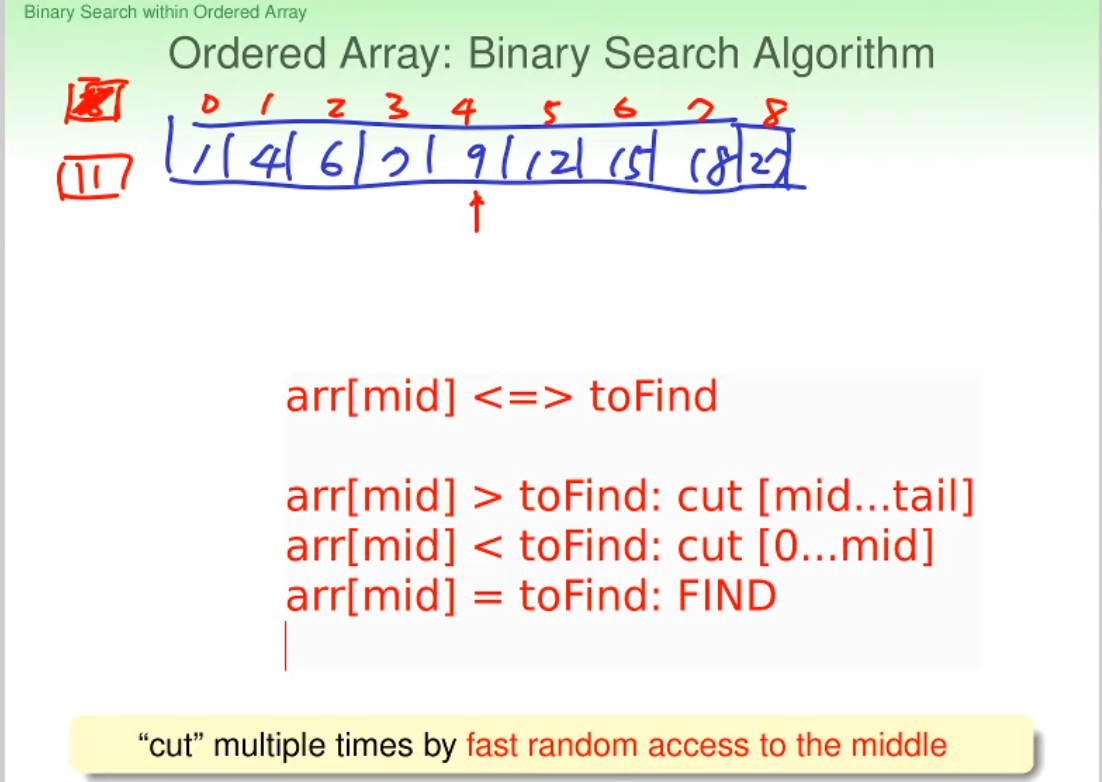 Binary Search within Ordered Array
Ordered Array: Binary Search Algorithm
0 1 2 3 4 5 6 7 8
1 4 6 7 9 12 15 18 27
11
arr[mid] <=> toFind
arr[mid] > toFind: cut [mid...tail]
arr[mid] < toFind: cut [0...mid]
arr[mid] = toFind: FIND
“cut” multiple times by fast random access to the middle